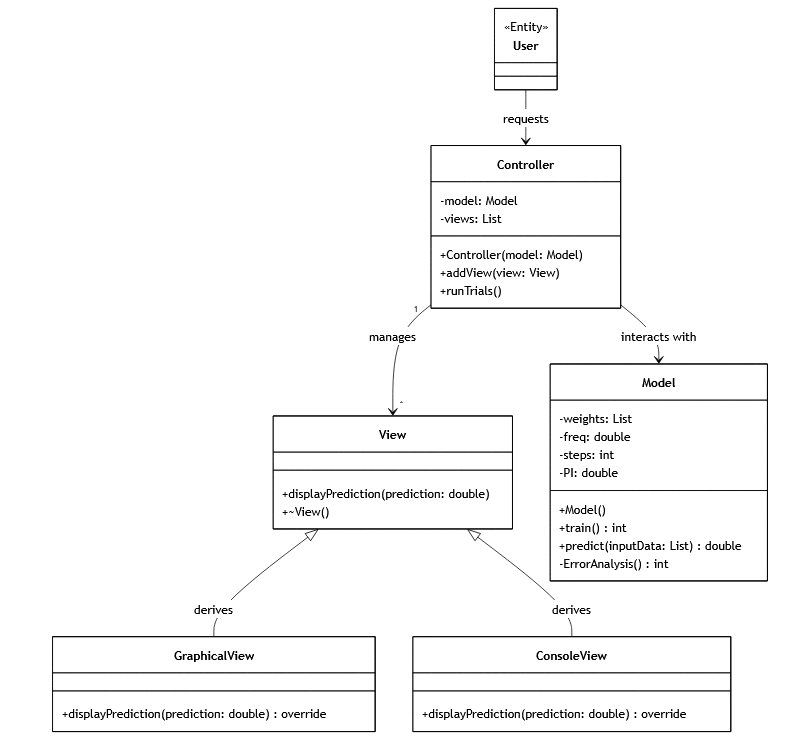 «Entity»
User
requests
Controller
-model: Model
-views: List
+Controller(model: Model)
+addView(view: View)
+runTrials()
1
manages
interacts with
*
View
+displayPrediction(prediction: double)
+~View()
Model
-weights: List
-freq: double
-steps: int
-PI: double
+Model()
+train() : int
+predict(inputData: List) : double
-ErrorAnalysis() : int
derives
derives
GraphicalView
+displayPrediction(prediction: double) : override
ConsoleView
+displayPrediction(prediction: double) : override